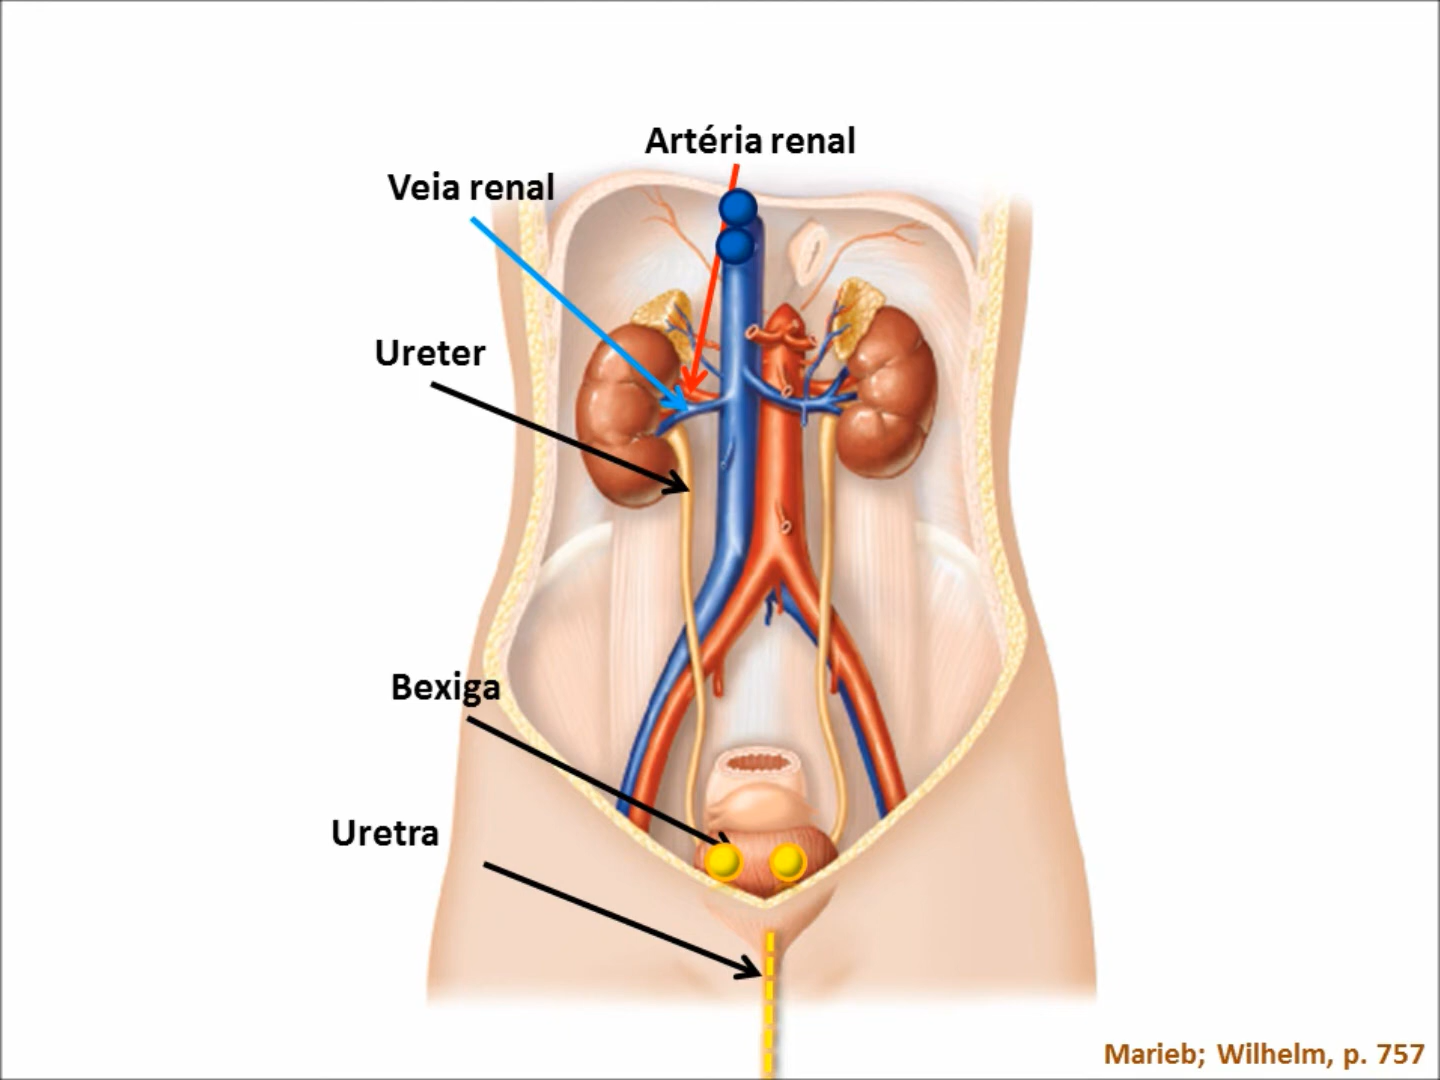 Artéria renal
Veia renal
Ureter
Bexiga
Uretra
Marieb; Wilhelm, p. 757